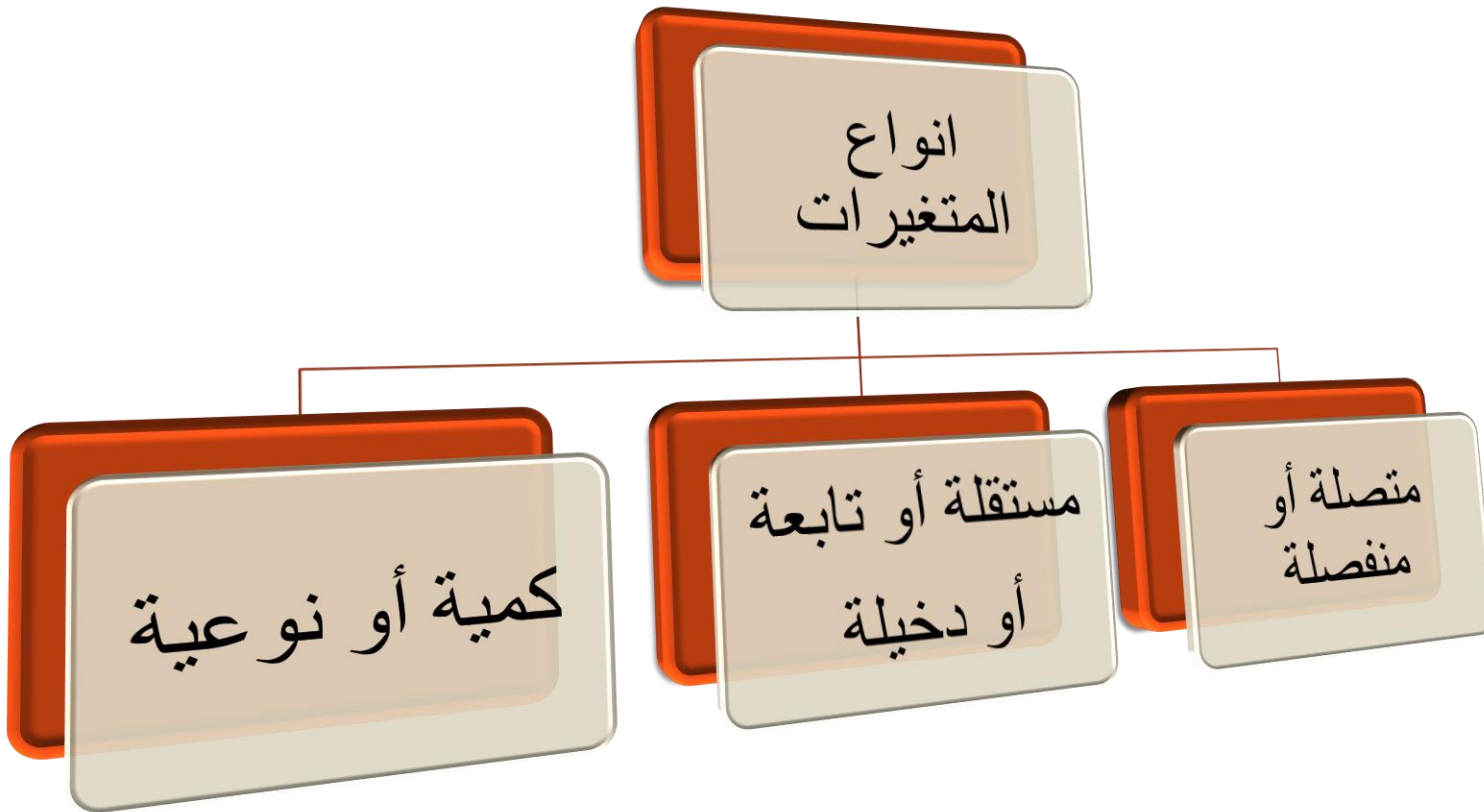 انواع
المتغيرات
متصلة أو
منفصلة
مستقلة أو تابعة
أو دخيلة
كمية أو نوعية